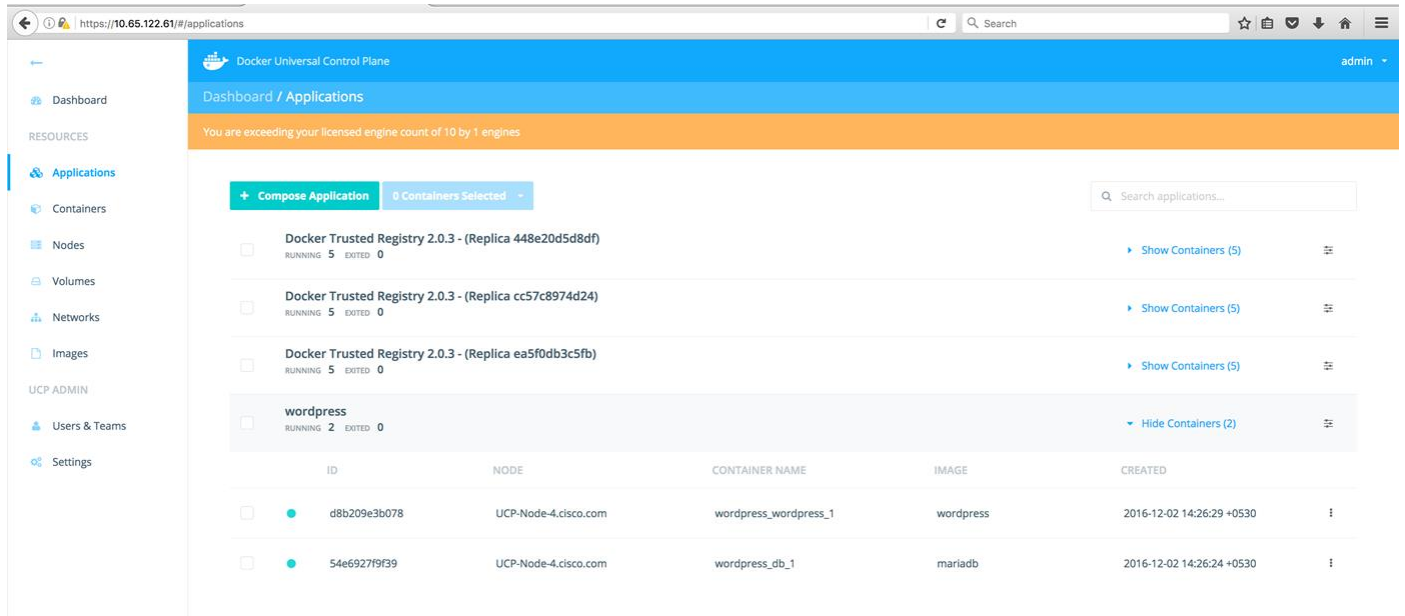 https://10.65.122.61/#/applications
Search
Docker Universal Control Plane
admin
Dashboard
RESOURCES
Applications
Containers
Nodes
Volumes
Networks
Images
UCP ADMIN
Users & Teams
Settings
Dashboard / Applications
You are exceeding your licensed engine count of 10 by 1 engines
+ Compose Application
0 Containers Selected
Search applications...
Docker Trusted Registry 2.0.3 - (Replica 448e20d5d8df)
RUNNING 5 EXITED 0
Show Containers (5)
Docker Trusted Registry 2.0.3 - (Replica cc57c8974d24)
RUNNING 5 EXITED 0
Show Containers (5)
Docker Trusted Registry 2.0.3 - (Replica ea5f0db3c5fb)
RUNNING 5 EXITED 0
Show Containers (5)
wordpress
RUNNING 2 EXITED 0
Hide Containers (2)
ID NODE CONTAINER NAME IMAGE CREATED
d8b209e3b078 UCP-Node-4.cisco.com wordpress_wordpress_1 wordpress 2016-12-02 14:26:29 +0530
54e6927f9f39 UCP-Node-4.cisco.com wordpress_db_1 mariadb 2016-12-02 14:26:24 +0530